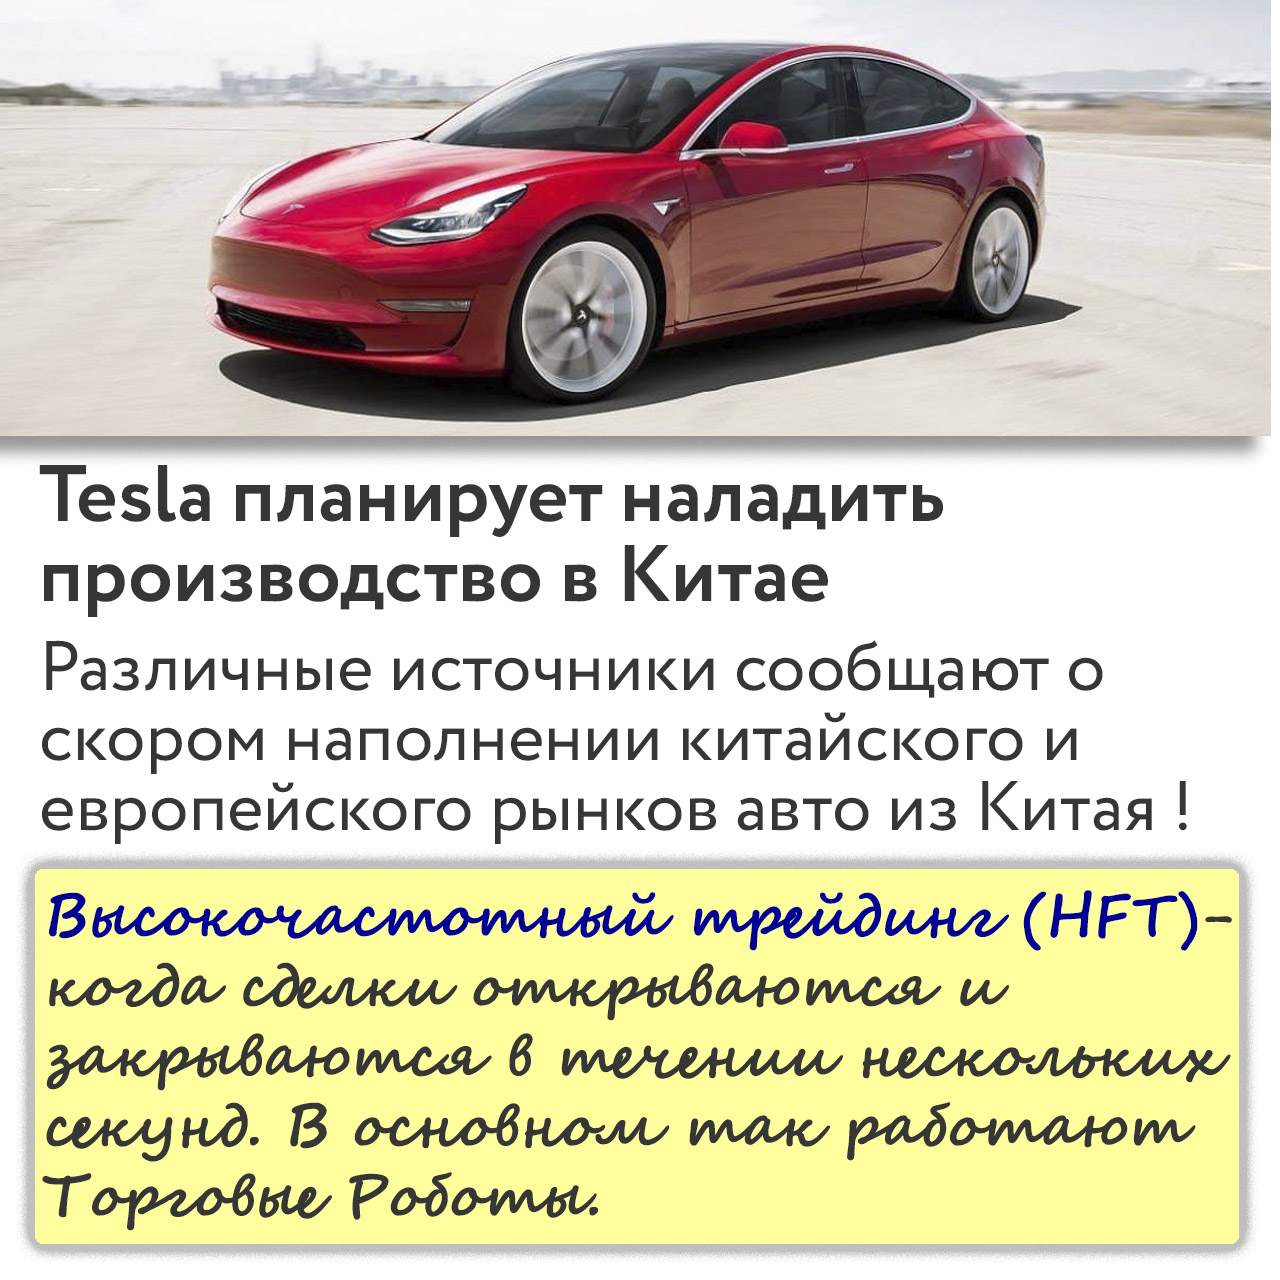 Tesla планирует наладить
производство в Китае
Различные источники сообщают о
скором наполнении китайского и
европейского рынков авто из Китая !
Высокочастотный трейдинг (HFT)–
когда сделки открываются и
закрываются в течении нескольких
секунд. В основном так работают
Торговые Роботы.